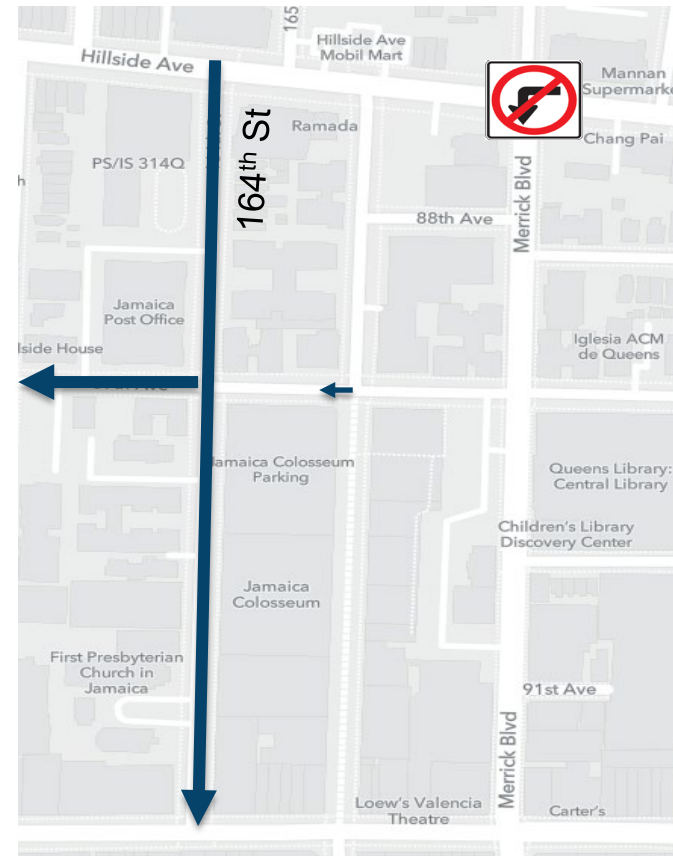 165
Hillside Ave
Mobil Mart
Hillside Ave
Mannan
Supermarke
Ramada
164th St
Chang Pai
PS/IS 314Q
h
Merrick Blvd
88th Ave
Jamaica
Post Office
lside House
Iglesia ACM
de Queens
Ave
amaica Colosseum
Parking
Queens Library:
Central Library
Children's Library
Discovery Center
Jamaica
Colosseum
First Presbyterian
Church in
Jamaica
91st Ave
Merrick Blvd
Loew's Valencia
Theatre
Carter's